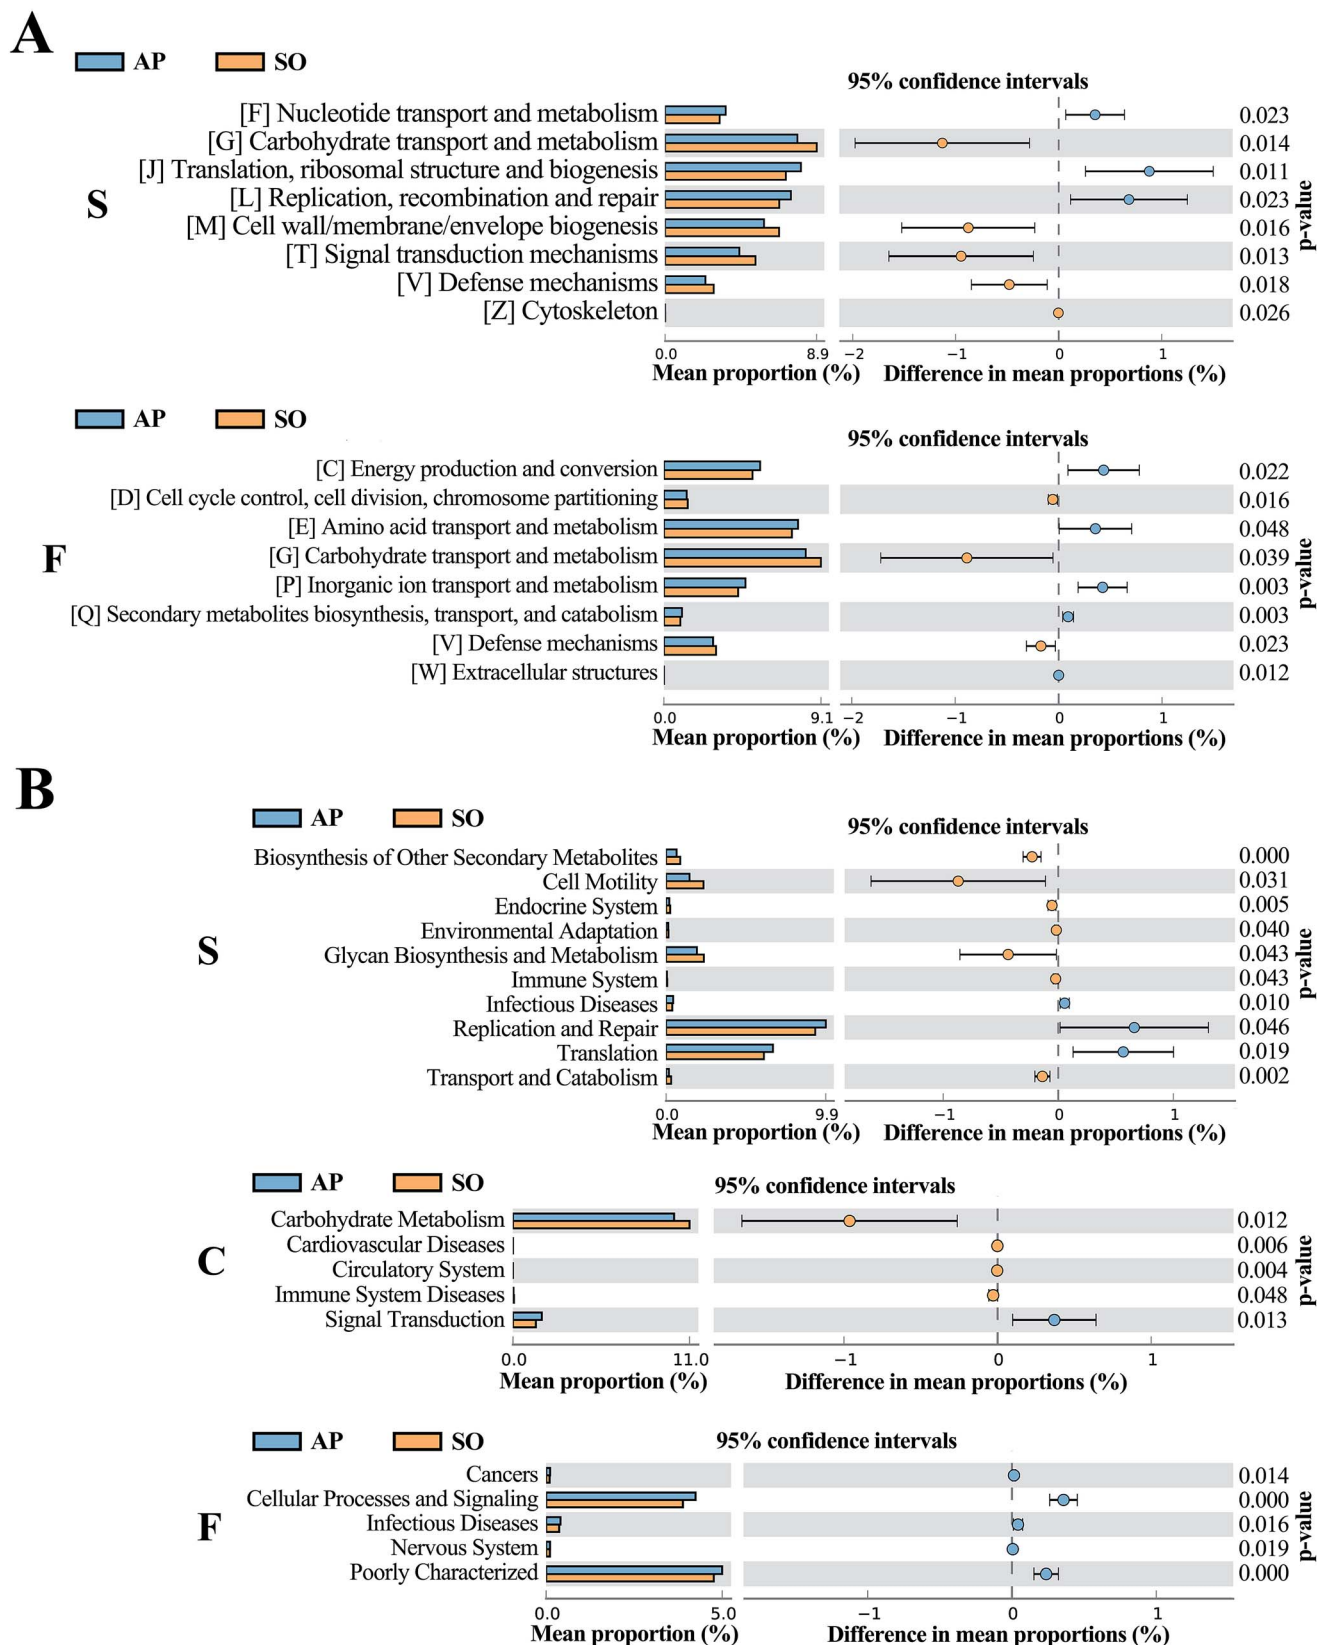 A
AP SO
95% confidence intervals
[F] Nucleotide transport and metabolism 0.023
[G] Carbohydrate transport and metabolism 0.014
[J] Translation, ribosomal structure and biogenesis 0.011
[L] Replication, recombination and repair 0.023
S
[M] Cell wall/membrane/envelope biogenesis 0.016
[T] Signal transduction mechanisms 0.013
[V] Defense mechanisms 0.018
[Z] Cytoskeleton 0.026
p-value
0.0 8.9 −2 −1 0 1
Mean proportion (%) Difference in mean proportions (%)
AP SO
95% confidence intervals
[C] Energy production and conversion 0.022
[D] Cell cycle control, cell division, chromosome partitioning 0.016
[E] Amino acid transport and metabolism 0.048
F
[G] Carbohydrate transport and metabolism 0.039
[P] Inorganic ion transport and metabolism 0.003
[Q] Secondary metabolites biosynthesis, transport, and catabolism 0.003
[V] Defense mechanisms 0.023
[W] Extracellular structures 0.012
p-value
0.0 9.1 −2 −1 0 1
Mean proportion (%) Difference in mean proportions (%)
B
AP SO
95% confidence intervals
Biosynthesis of Other Secondary Metabolites 0.000
Cell Motility 0.031
Endocrine System 0.005
Environmental Adaptation 0.040
S
Glycan Biosynthesis and Metabolism 0.043
Immune System 0.043
Infectious Diseases 0.010
Replication and Repair 0.046
Translation 0.019
Transport and Catabolism 0.002
p-value
0.0 9.9 −1 0 1
Mean proportion (%) Difference in mean proportions (%)
AP SO
95% confidence intervals
Carbohydrate Metabolism 0.012
Cardiovascular Diseases 0.006
C
Circulatory System 0.004
Immune System Diseases 0.048
Signal Transduction 0.013
p-value
0.0 11.0 −1 0 1
Mean proportion (%) Difference in mean proportions (%)
AP SO
95% confidence intervals
Cancers 0.014
Cellular Processes and Signaling 0.000
F
Infectious Diseases 0.016
Nervous System 0.019
Poorly Characterized 0.000
p-value
0.0 5.0 −1 0 1
Mean proportion (%) Difference in mean proportions (%)